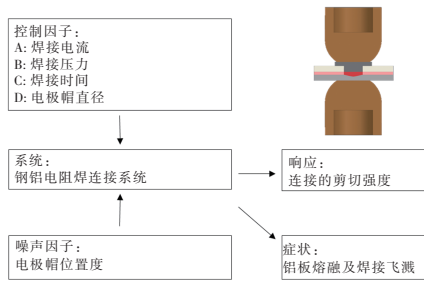 控制因子：
A: 焊接电流
B: 焊接压力
C: 焊接时间
D: 电极帽直径
系统：
钢铝电阻焊连接系统
响应：
连接的剪切强度
噪声因子：
电极帽位置度
症状：
铝板熔融及焊接飞溅